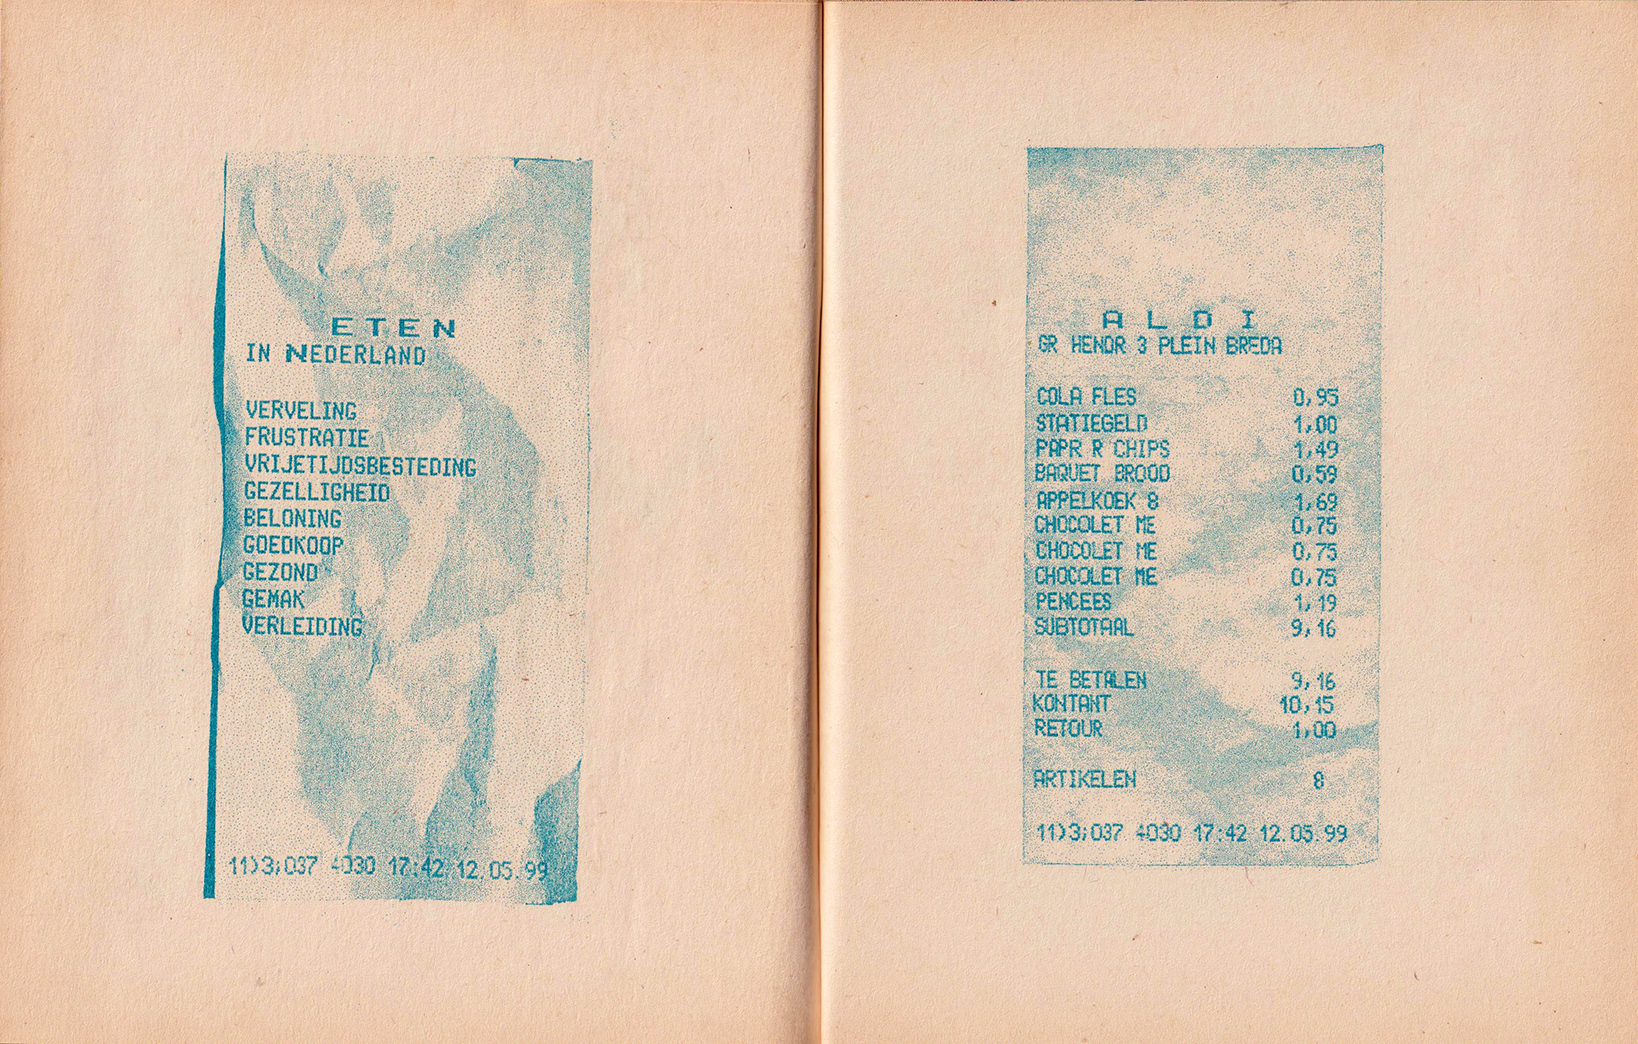 ETEN
IN NEDERLAND
VERVELING
FRUSTRATIE
VRIJETIJDSBESTEDING
GEZELLIGHEID
BELONING
GOEDKOOP
GEZOND
GEMAK
VERLEIDING
11)3;037 4030 17:42 12.05.99
ALDI
GR HENDR 3 PLEIN BREDA
COLA FLES 0,95
STATIEGELD 1,00
PAPR R CHIPS 1,49
BAQUET BROOD 0,59
APPELKOEK 8 1,69
CHOCOLET ME 0,75
CHOCOLET ME 0,75
CHOCOLET ME 0,75
PENCEES 1,19
SUBTOTAAL 9,16
TE BETALEN 9,16
KONTANT 10,15
RETOUR 1,00
ARTIKELEN 8
11)3;037 4030 17:42 12.05.99